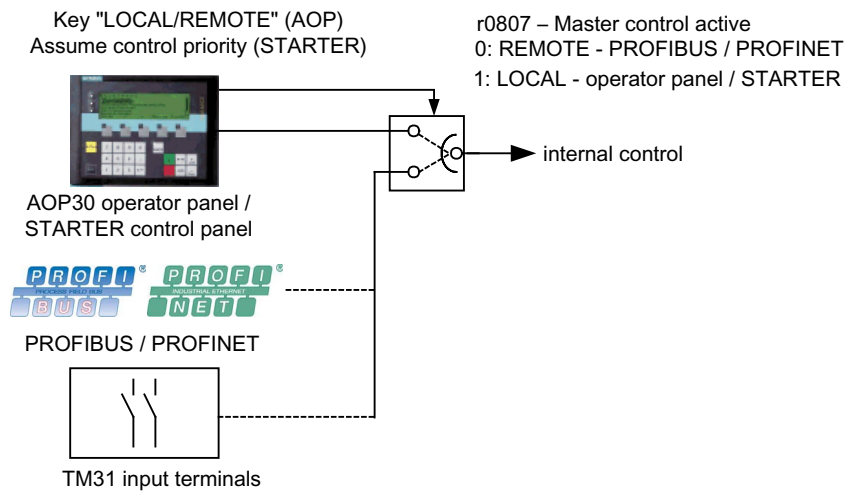 Key "LOCAL/REMOTE" (AOP)
Assume control priority (STARTER)
r0807 – Master control active
0: REMOTE - PROFIBUS / PROFINET
1: LOCAL - operator panel / STARTER
internal control
AOP30 operator panel /
STARTER control panel
PROFI®
PROCESS FIELD BUS
BUS
PROFI®
INDUSTRIAL ETHERNET
NET
PROFIBUS / PROFINET
TM31 input terminals